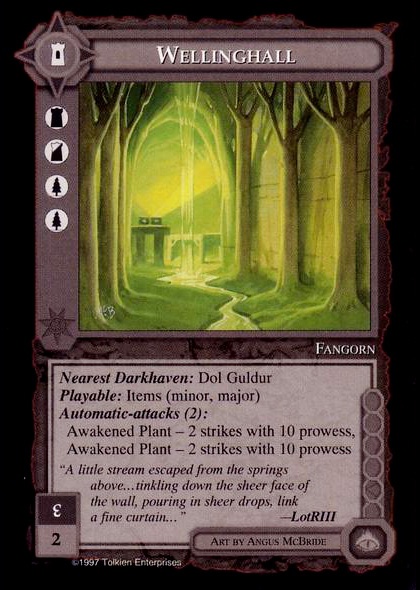 WELLINGHALL
FANGORN
Nearest Darkhaven: Dol Guldur
Playable: Items (minor, major)
Automatic-attacks (2):
Awakened Plant – 2 strikes with 10 prowess,
Awakened Plant – 2 strikes with 10 prowess
“A little stream escaped from the springs
above...tinkling down the sheer face of
the wall, pouring in sheer drops, link
a fine curtain...” —LotRIII
ε
2
ART BY ANGUS MCBRIDE
©1997 Tolkien Enterprises